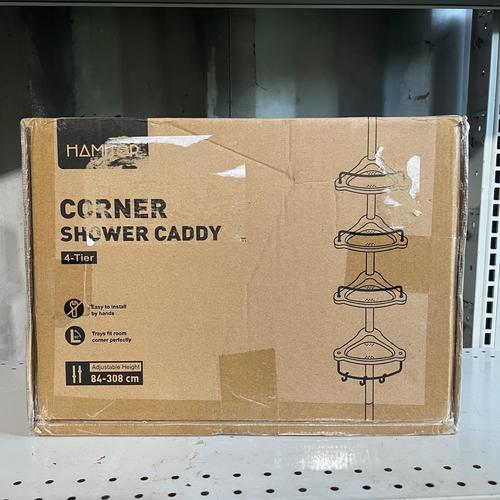 CORNER
SHOWER CADDY
4-Tier
Easy to install
by hands
Trays fit room
corner perfectly
Adjustable Height
84-308 cm